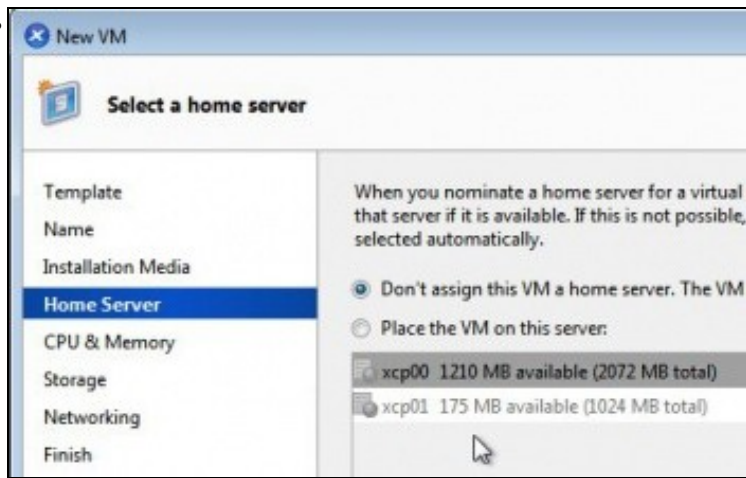 New VM
Select a home server
Template
Name
Installation Media
Home Server
CPU & Memory
Storage
Networking
Finish
When you nominate a home server for a virtual
that server if it is available. If this is not possible,
selected automatically.
Don't assign this VM a home server. The VM
Place the VM on this server:
xcp00 1210 MB available (2072 MB total)
xcp01 175 MB available (1024 MB total)